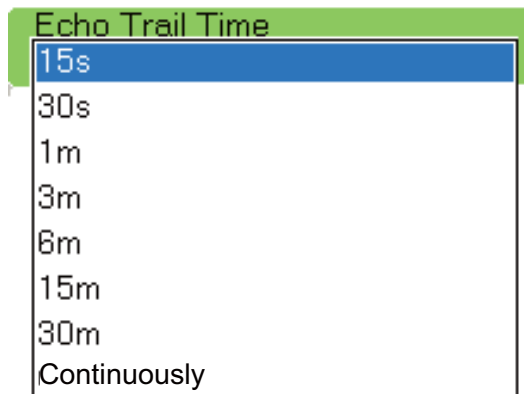 Echo Trail Time
15s
30s
1m
3m
6m
15m
30m
Continuously